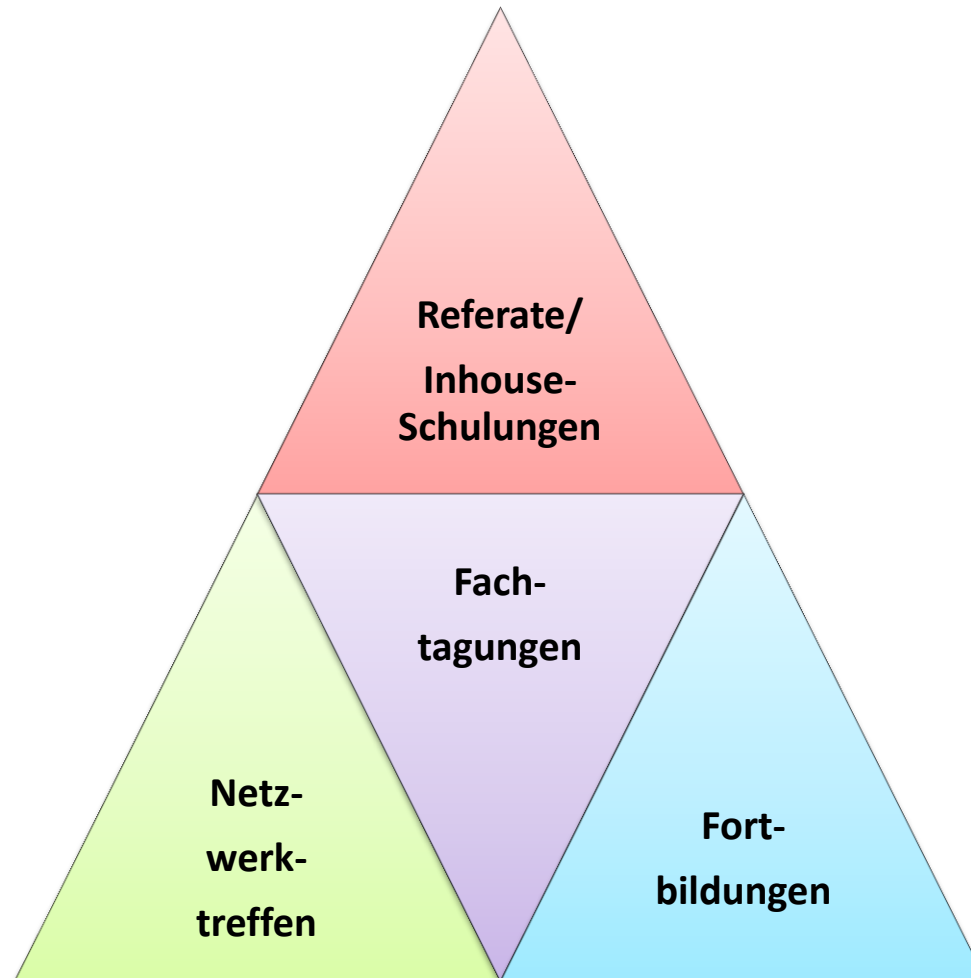 Referate/
Inhouse-
Schulungen
Fach-
tagungen
Netz-
werk-
treffen
Fort-
bildungen